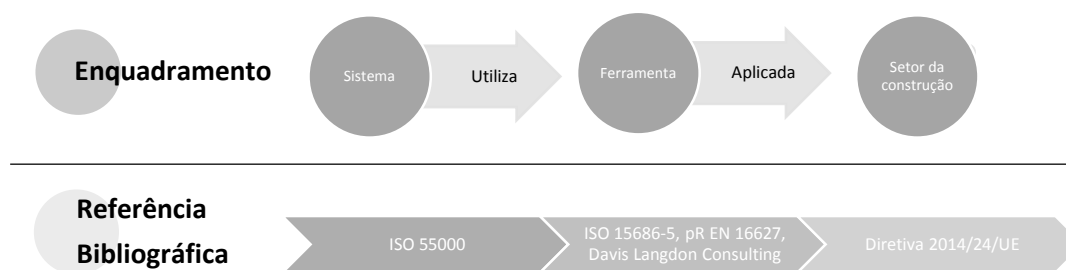 Enquadramento
Sistema
Utiliza
Ferramenta
Aplicada
Setor da
construção
Referência
Bibliográfica
ISO 55000
ISO 15686-5, pR EN 16627,
Davis Langdon Consulting
Diretiva 2014/24/UE